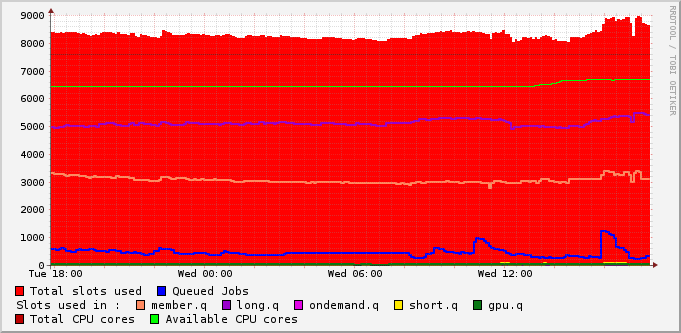 9000
8000
7000
6000
5000
4000
3000
2000
1000
0
Tue 18:00 Wed 00:00 Wed 06:00 Wed 12:00
Total slots used Queued Jobs
Slots used in : member.q long.q ondemand.q short.q gpu.q
Total CPU cores Available CPU cores
RRDTOOL / TOBI OETIKER